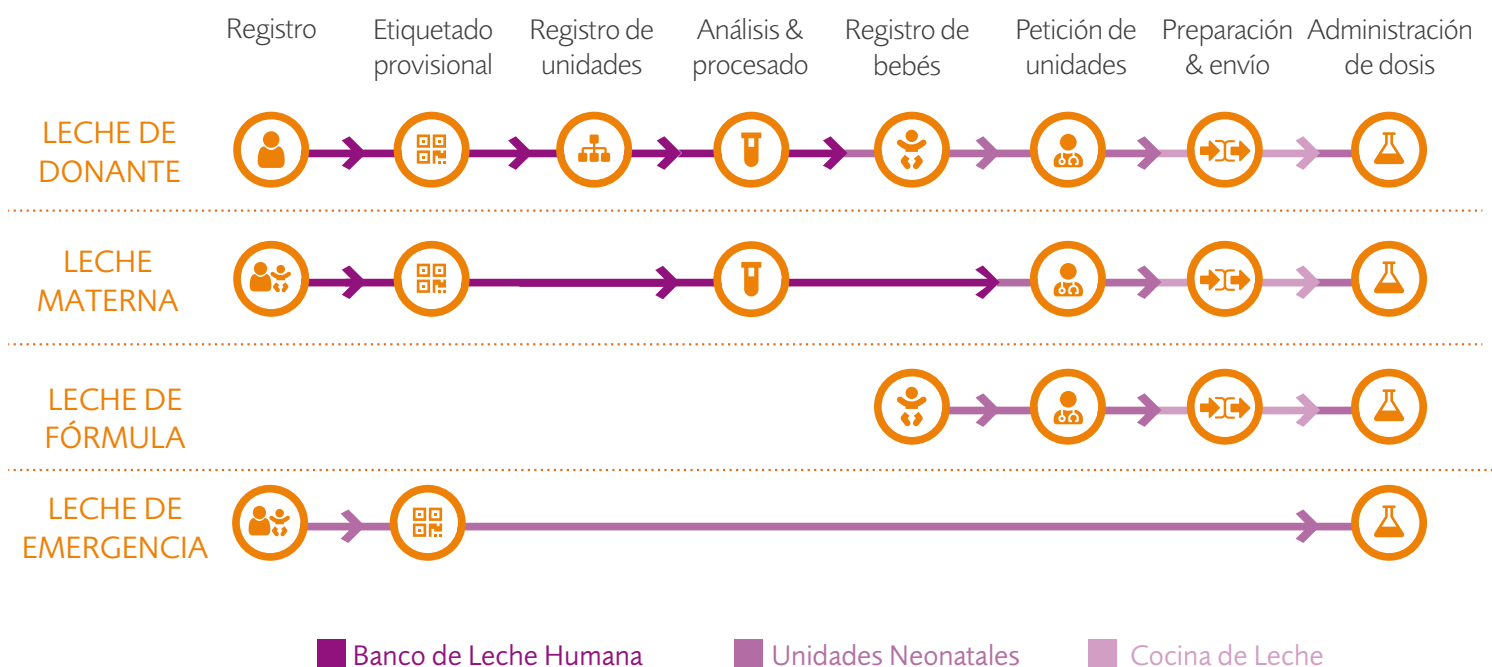 Registro
Etiquetado
provisional
Registro de
unidades
Análisis &
procesado
Registro de
bebés
Petición de
unidades
Preparación
& envío
Administración
de dosis
LECHE DE
DONANTE
LECHE
MATERNA
LECHE DE
FÓRMULA
LECHE DE
EMERGENCIA
Banco de Leche Humana
Unidades Neonatales
Cocina de Leche